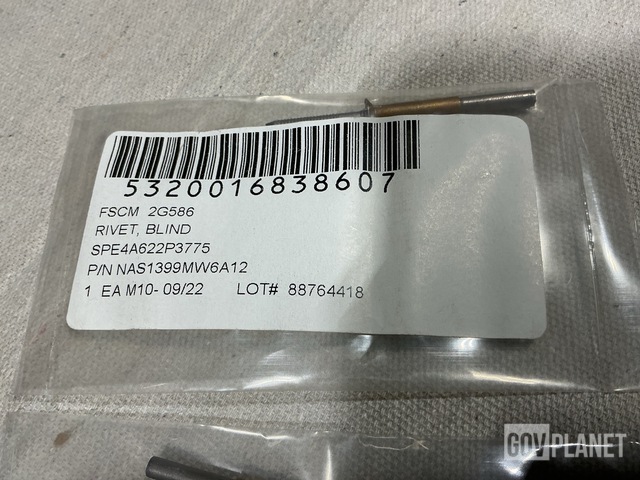 5320016838607
FSCM 2G586
RIVET, BLIND
SPE4A622P3775
P/N NAS1399MW6A12
1 EA M10- 09/22 LOT# 88764418
GOVPLANET